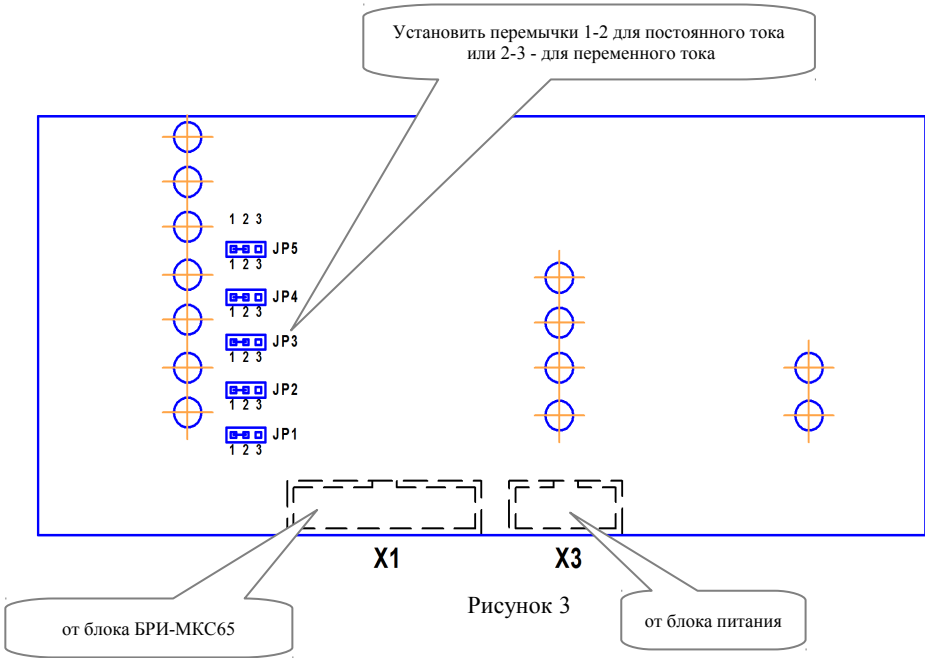 Установить перемычки 1-2 для постоянного тока
или 2-3 - для переменного тока
1 2 3
JP5
1 2 3
JP4
1 2 3
JP3
1 2 3
JP2
1 2 3
JP1
1 2 3
X1
X3
Рисунок 3
от блока БРИ-МКС65
от блока питания